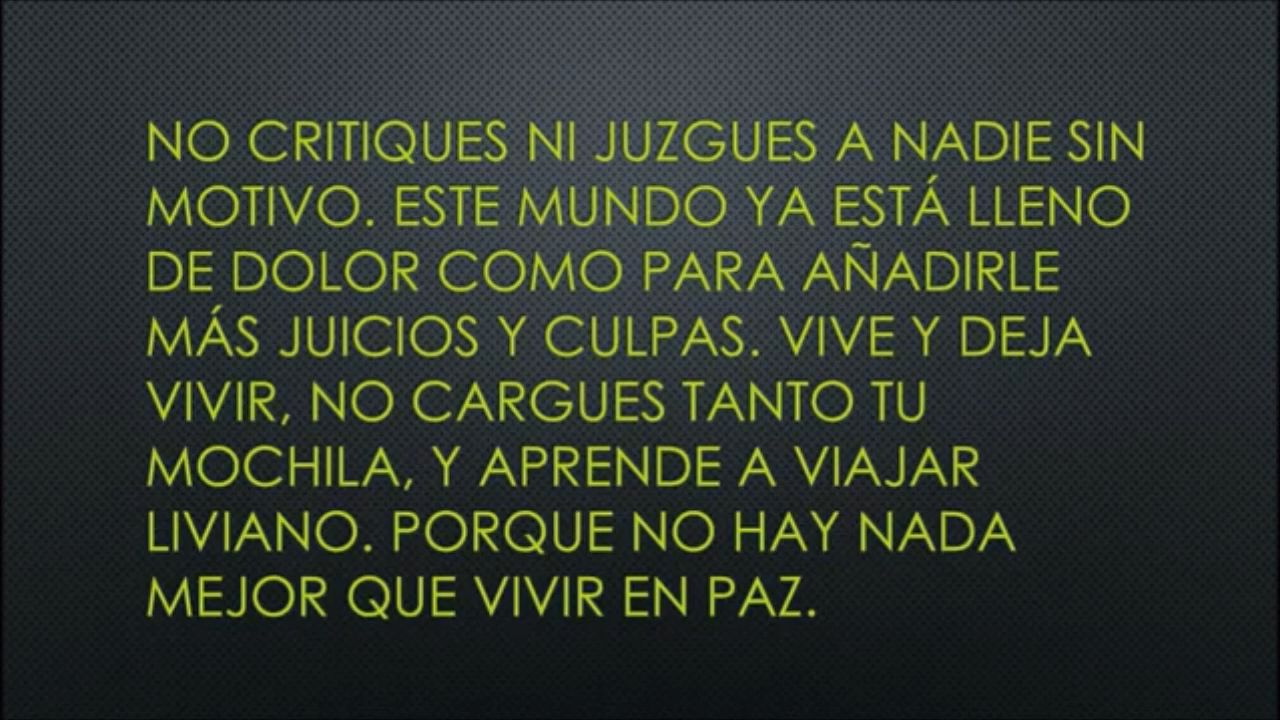 NO CRITIQUES NI JUZGUES A NADIE SIN
MOTIVO. ESTE MUNDO YA ESTÁ LLENO
DE DOLOR COMO PARA AÑADIRLE
MÁS JUICIOS Y CULPAS. VIVE Y DEJA
VIVIR, NO CARGUES TANTO TU
MOCHILA, Y APRENDE A VIAJAR
LIVIANO. PORQUE NO HAY NADA
MEJOR QUE VIVIR EN PAZ.